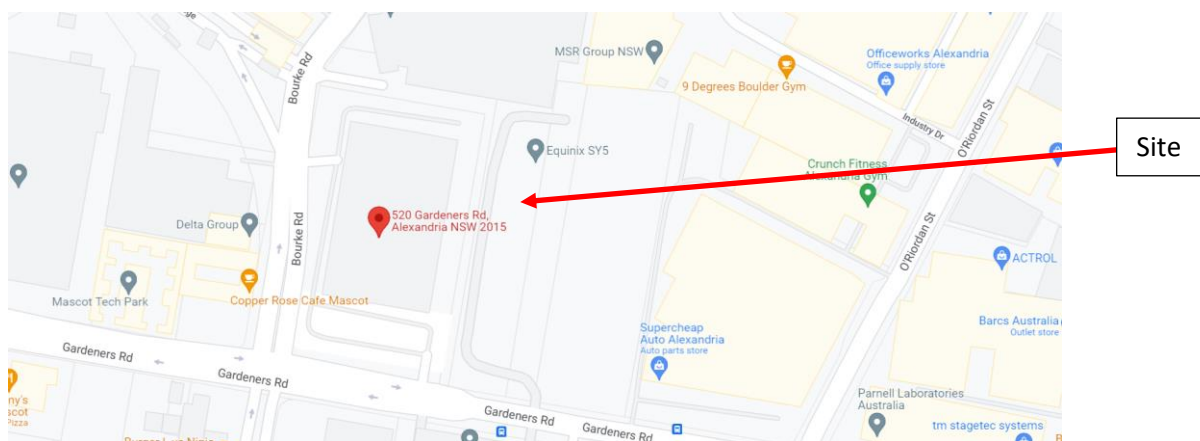 MSR Group NSW
Officeworks Alexandria
Office supply store
9 Degrees Boulder Gym
Bourke Rd
Industry Dr
O'Riordan St
Site
Equinix SY5
Crunch Fitness
Alexandria Gym
520 Gardeners Rd,
Alexandria NSW 2015
Delta Group
Bourke Rd
O'Riordan St
ACTROL
Mascot Tech Park
Copper Rose Cafe Mascot
Barcs Australia
Outlet store
Supercheap
Auto Alexandria
Auto parts store
Gardeners Rd
Gardeners Rd
Parnell Laboratories
Australia
ny's
scot
Pizza
Gardeners Rd
Gardeners Rd
tm stagetec systems